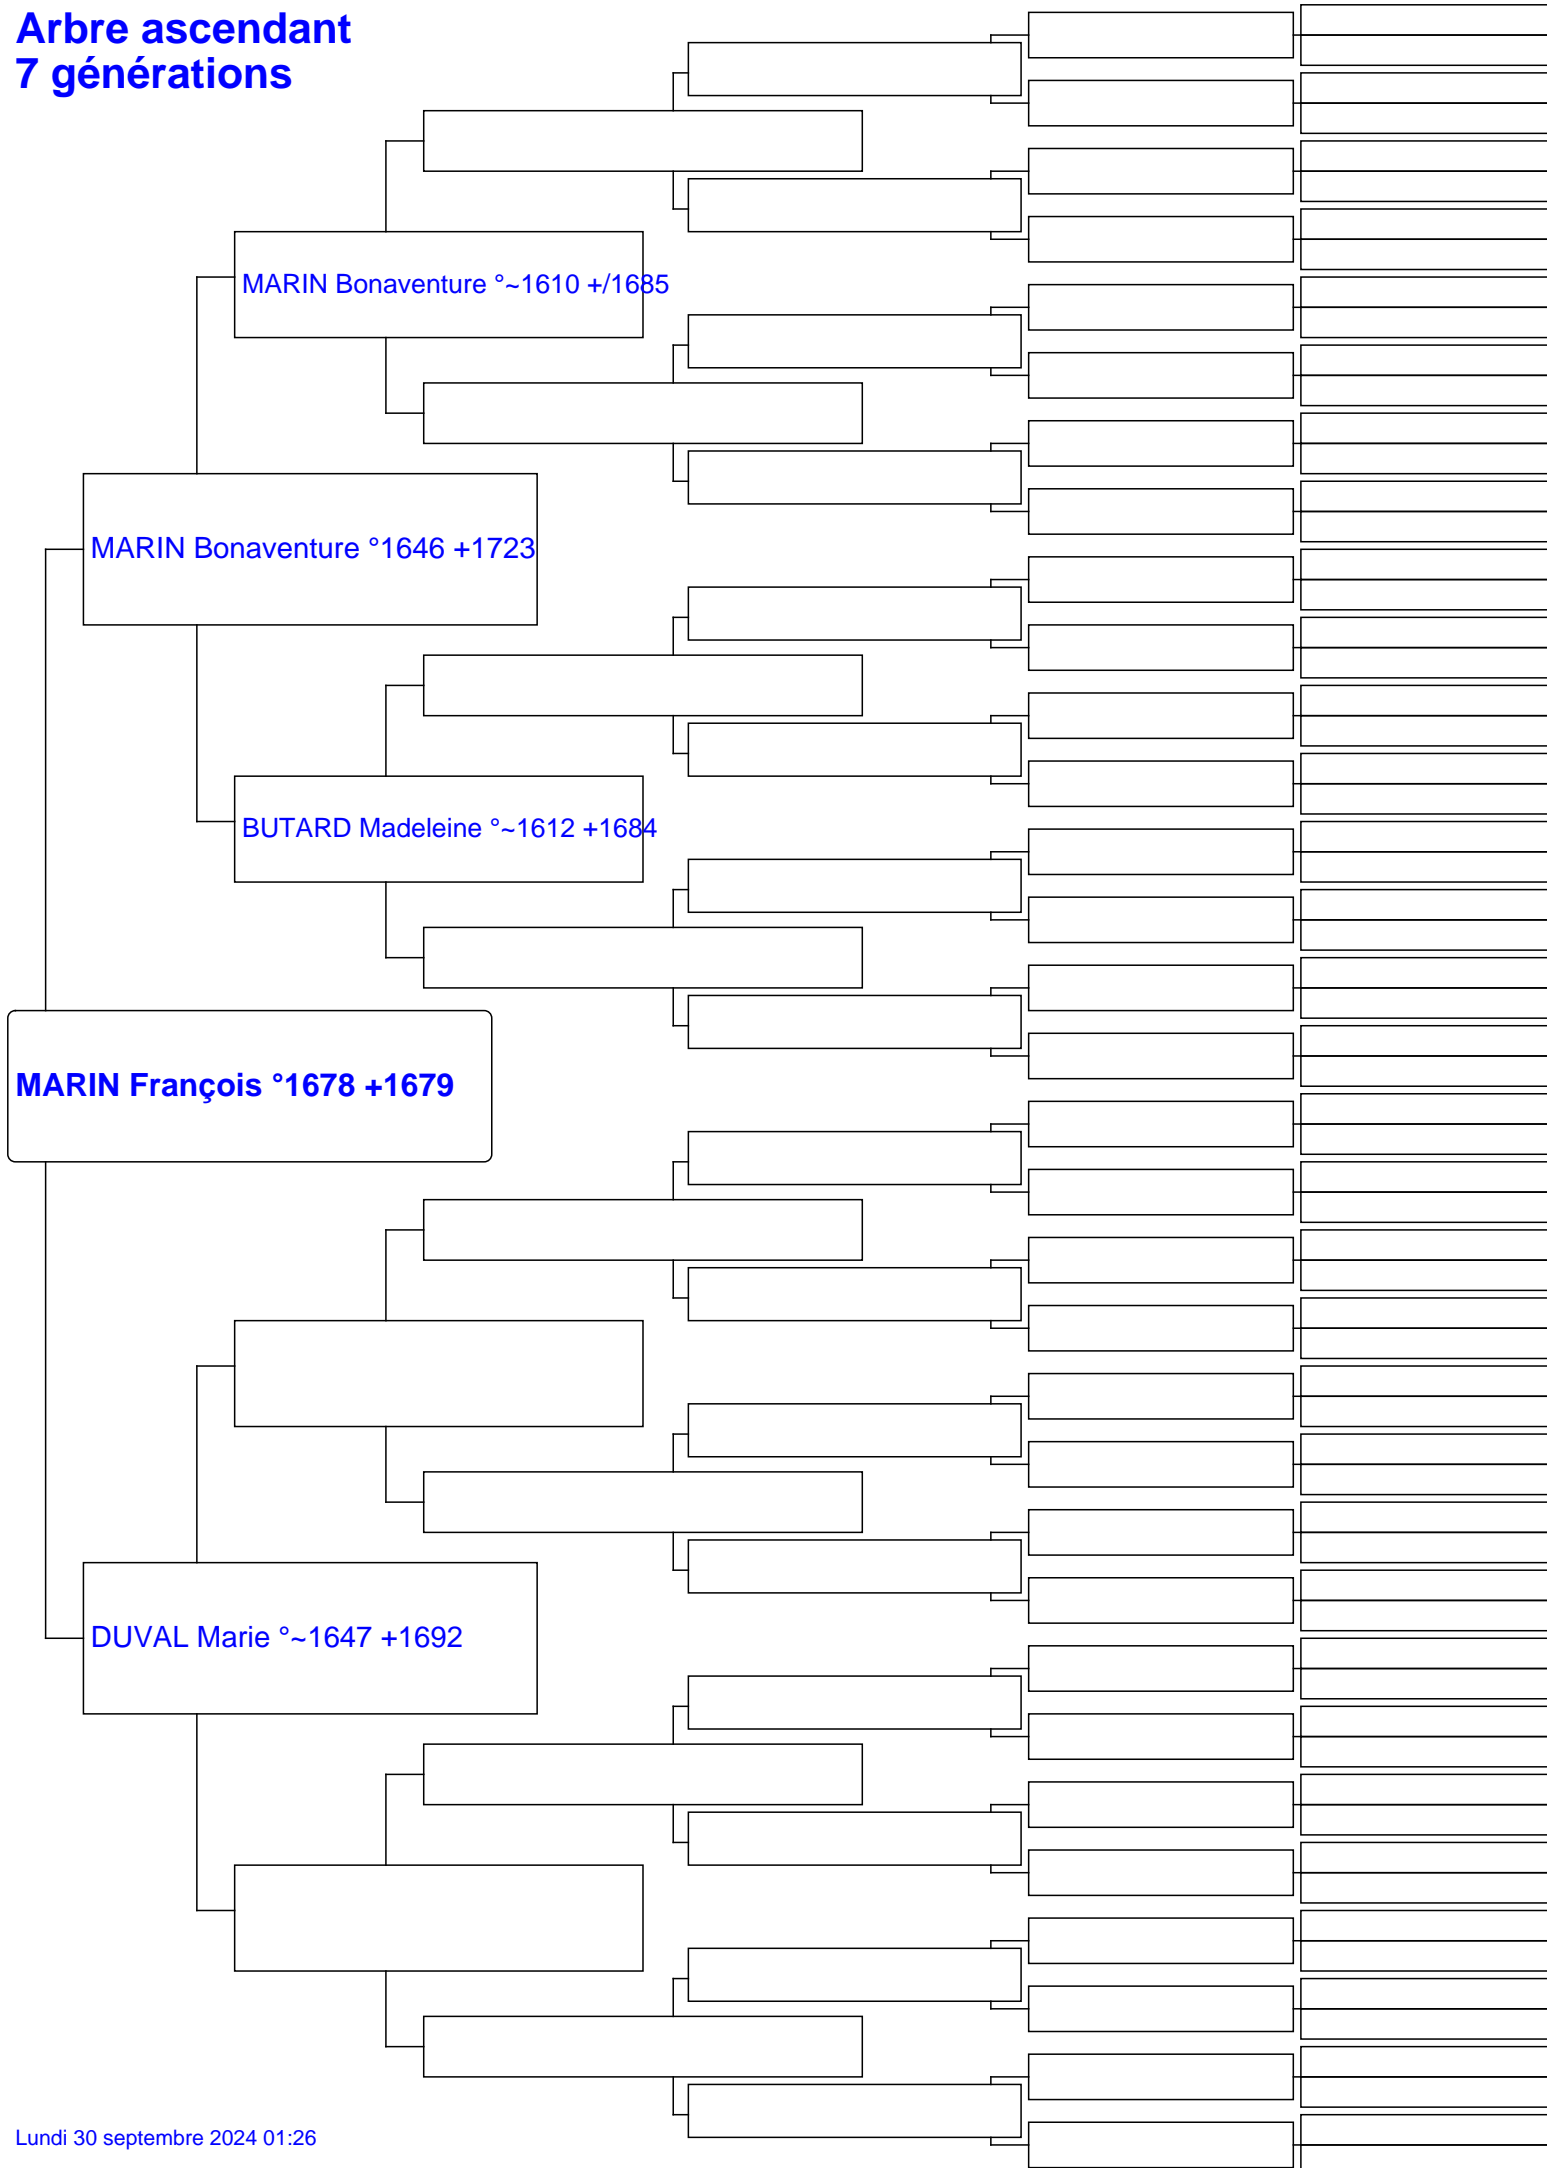 Arbre ascendant
7 générations
MARIN Bonaventure °~1610 +/1685
MARIN Bonaventure °1646 +1723
BUTARD Madeleine °~1612 +1684
MARIN François °1678 +1679
DUVAL Marie °~1647 +1692
Lundi 30 septembre 2024 01:26